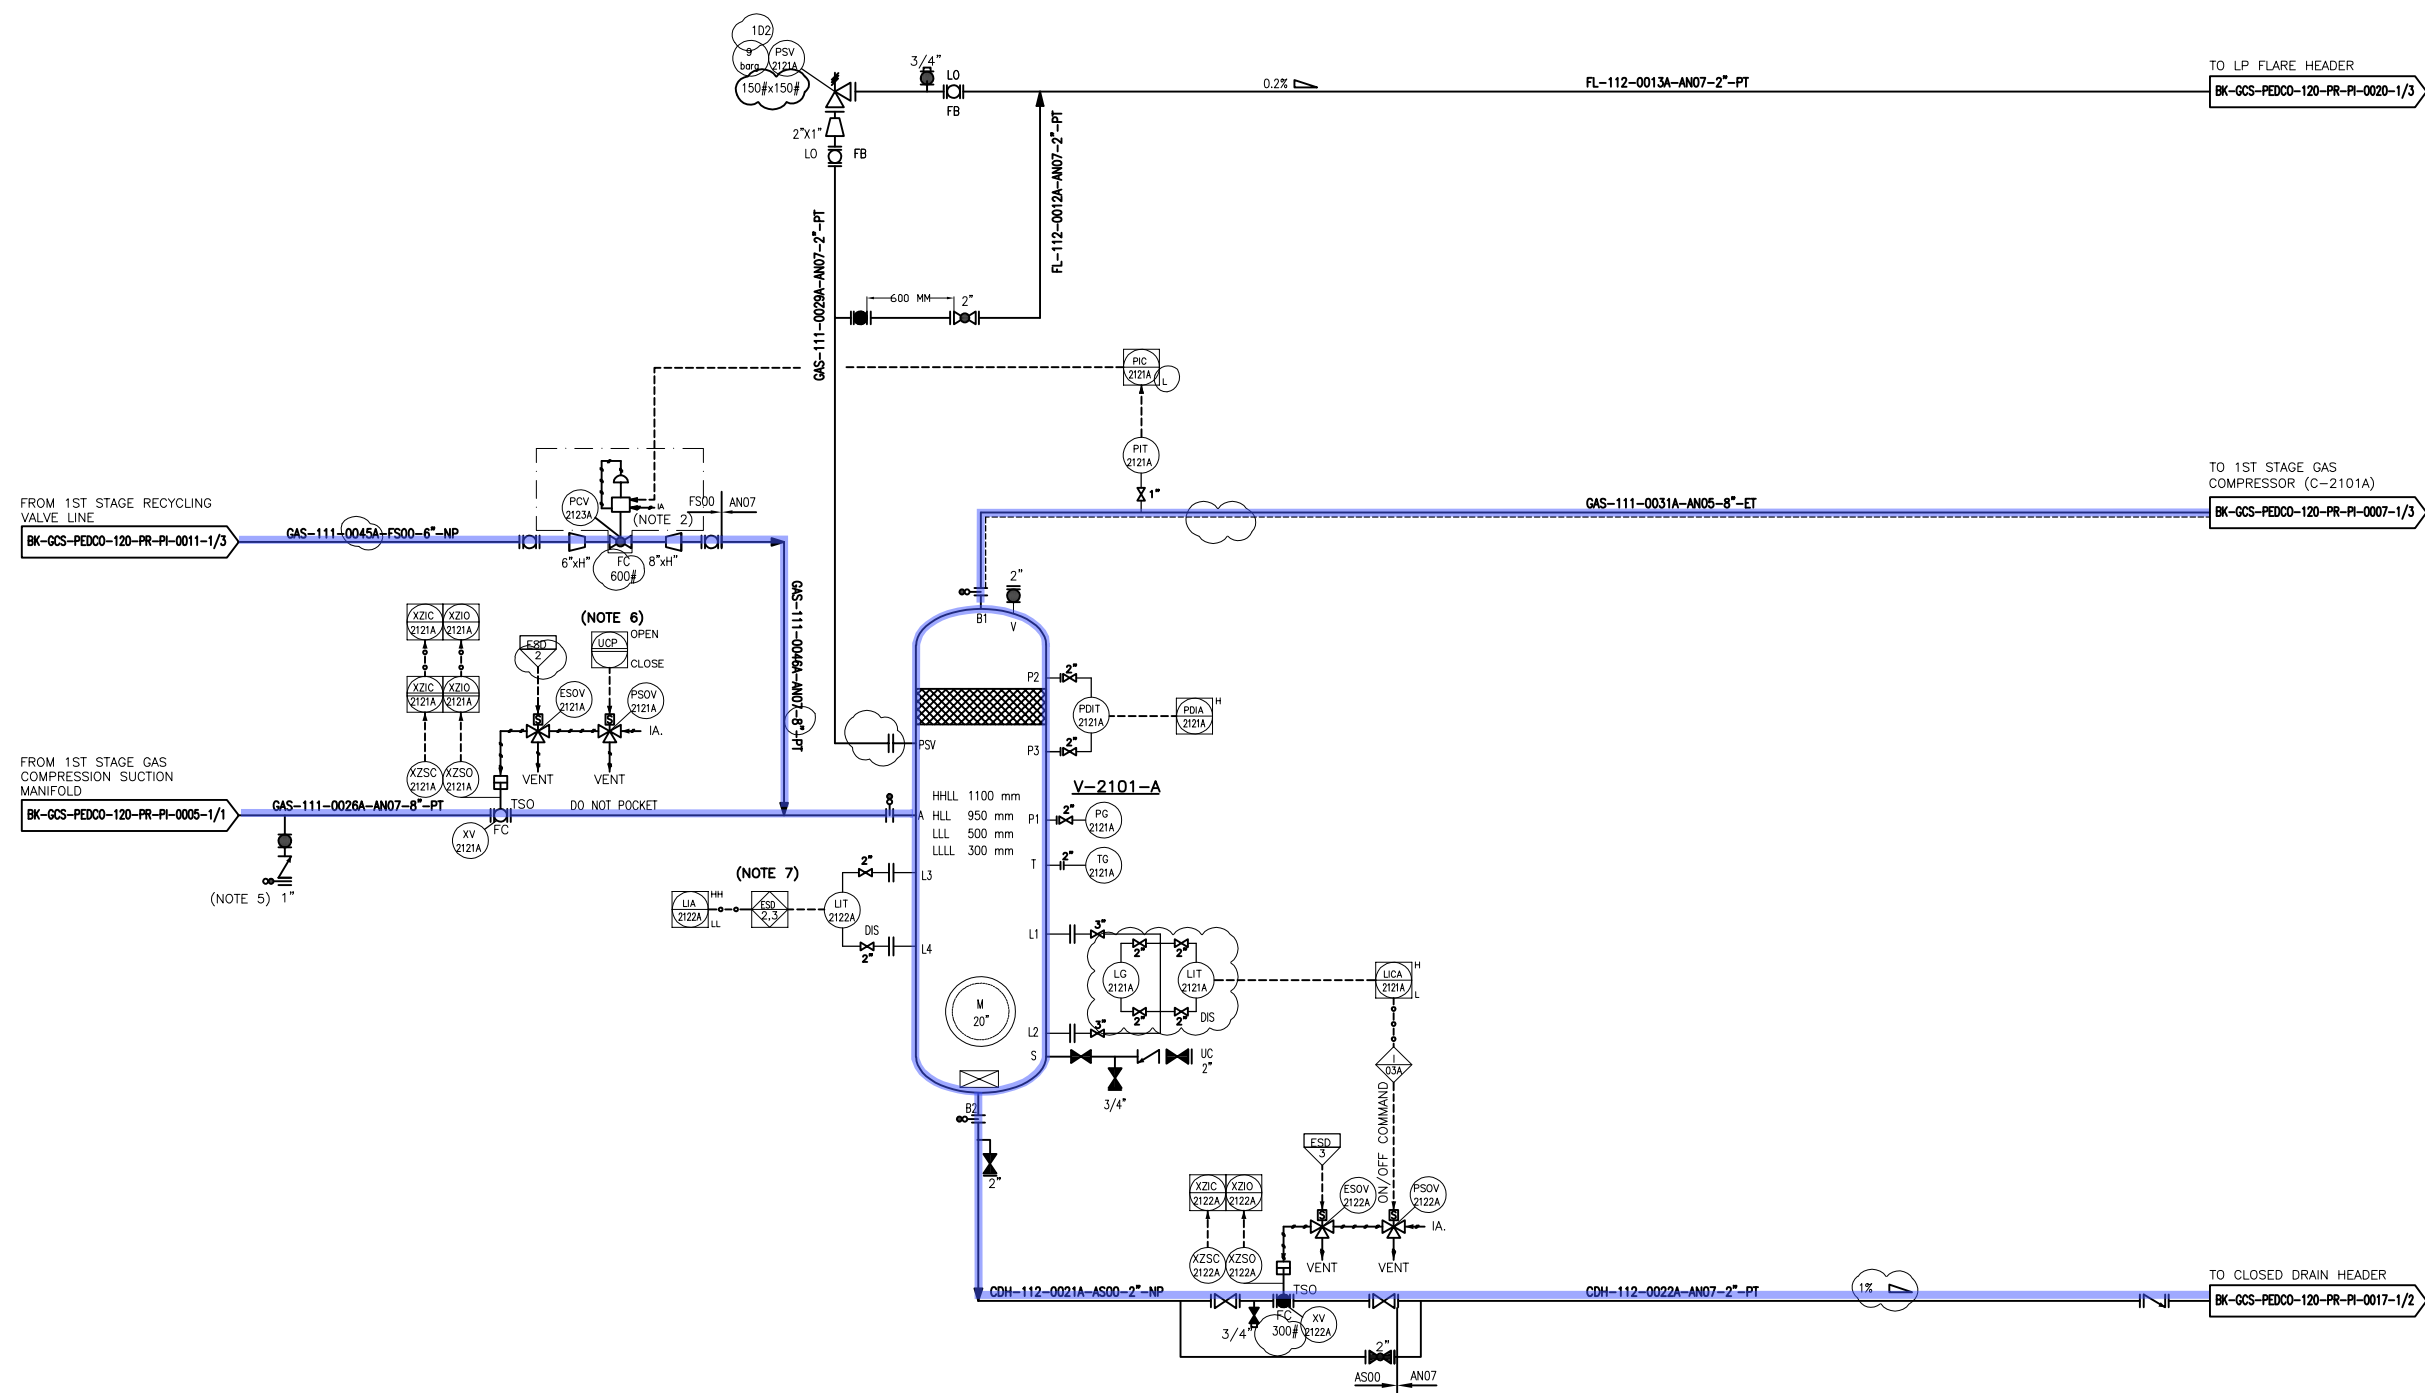 1D2
9
barg
PSV
2121A
150#x150#
3/4"
LO
FB
0.2%
FL-112-0013A-AN07-2"-PT
TO LP FLARE HEADER
BK-GCS-PEDCO-120-PR-PI-0020-1/3
2"X1"
LO
FB
FL-112-0012A-AN07-2"-PT
GAS-111-0029A-AN07-2"-PT
600 MM
2"
PIC
2121A
L
PIT
2121A
1"
FROM 1ST STAGE RECYCLING
VALVE LINE
BK-GCS-PEDCO-120-PR-PI-0011-1/3
GAS-111-0045A-FS00-6"-NP
PCV
2123A
IA
(NOTE 2)
FS00
AN07
6"xH"
FC
600#
8"xH"
GAS-111-0046A-AN07-8"-PT
GAS-111-0031A-AN05-8"-ET
TO 1ST STAGE GAS
COMPRESSOR (C-2101A)
BK-GCS-PEDCO-120-PR-PI-0007-1/3
2"
B1
V
XZIC
2121A
XZIO
2121A
XZIC
2121A
XZIO
2121A
XZSC
2121A
XZSO
2121A
ESD
2
(NOTE 6)
UCP
OPEN
CLOSE
ESOV
2121A
PSOV
2121A
IA.
VENT
VENT
FROM 1ST STAGE GAS
COMPRESSION SUCTION
MANIFOLD
BK-GCS-PEDCO-120-PR-PI-0005-1/1
GAS-111-0026A-AN07-8"-PT
TSO
FC
XV
2121A
DO NOT POCKET
(NOTE 5)
1"
PSV
A
P2
2"
PDIT
2121A
PDIA
2121A
H
P3
2"
V-2101-A
HHLL 1100 mm
HLL 950 mm
LLL 500 mm
LLLL 300 mm
P1
2"
PG
2121A
T
2"
TG
2121A
(NOTE 7)
LIA
2122A
HH
LL
ESD
2,3
LIT
2122A
2"
L3
DIS
2"
L4
L1
3"
2"
2"
LG
2121A
LIT
2121A
2"
2"
DIS
L2
3"
LICA
2121A
H
L
M
20"
S
UC
2"
3/4"
I
03A
ON/OFF COMMAND
B2
2"
ESD
3
XZIC
2122A
XZIO
2122A
XZSC
2122A
XZSO
2122A
ESOV
2122A
PSOV
2122A
IA.
VENT
VENT
CDH-112-0021A-AS00-2"-NP
TSO
FC
300#
XV
2122A
3/4"
2"
AS00
AN07
CDH-112-0022A-AN07-2"-PT
1%
TO CLOSED DRAIN HEADER
BK-GCS-PEDCO-120-PR-PI-0017-1/2